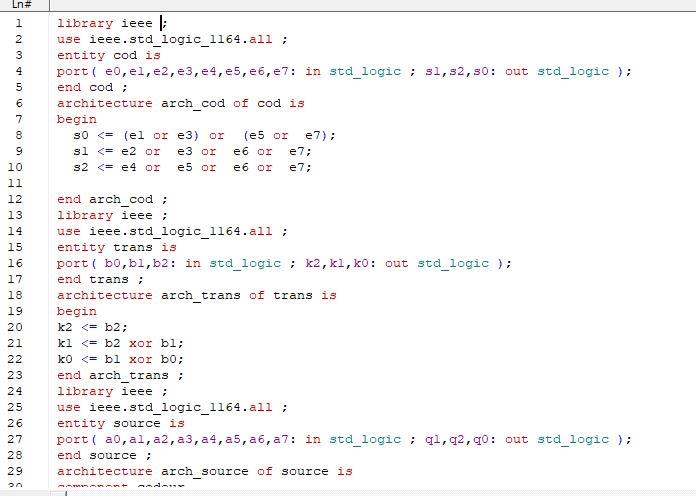 Ln#
1 library ieee ;
2 use ieee.std_logic_1164.all ;
3 entity cod is
4 port( e0,e1,e2,e3,e4,e5,e6,e7: in std_logic ; s1,s2,s0: out std_logic );
5 end cod ;
6 architecture arch_cod of cod is
7 begin
8 s0 <= (e1 or e3) or (e5 or e7);
9 s1 <= e2 or e3 or e6 or e7;
10 s2 <= e4 or e5 or e6 or e7;
11
12 end arch_cod ;
13 library ieee ;
14 use ieee.std_logic_1164.all ;
15 entity trans is
16 port( b0,b1,b2: in std_logic ; k2,k1,k0: out std_logic );
17 end trans ;
18 architecture arch_trans of trans is
19 begin
20 k2 <= b2;
21 k1 <= b2 xor b1;
22 k0 <= b1 xor b0;
23 end arch_trans ;
24 library ieee ;
25 use ieee.std_logic_1164.all ;
26 entity source is
27 port( a0,a1,a2,a3,a4,a5,a6,a7: in std_logic ; q1,q2,q0: out std_logic );
28 end source ;
29 architecture arch_source of source is
30 component